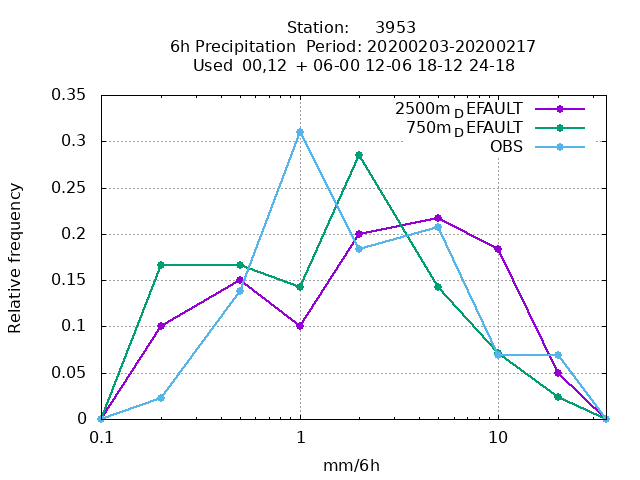 Station:     3953
6h Precipitation  Period: 20200203-20200217
Used  00,12  + 06-00 12-06 18-12 24-18
0.35
0.3
0.25
0.2
0.15
0.1
0.05
0
0.1
1
10
Relative frequency
mm/6h
2500m_DEFAULT
750m_DEFAULT
OBS